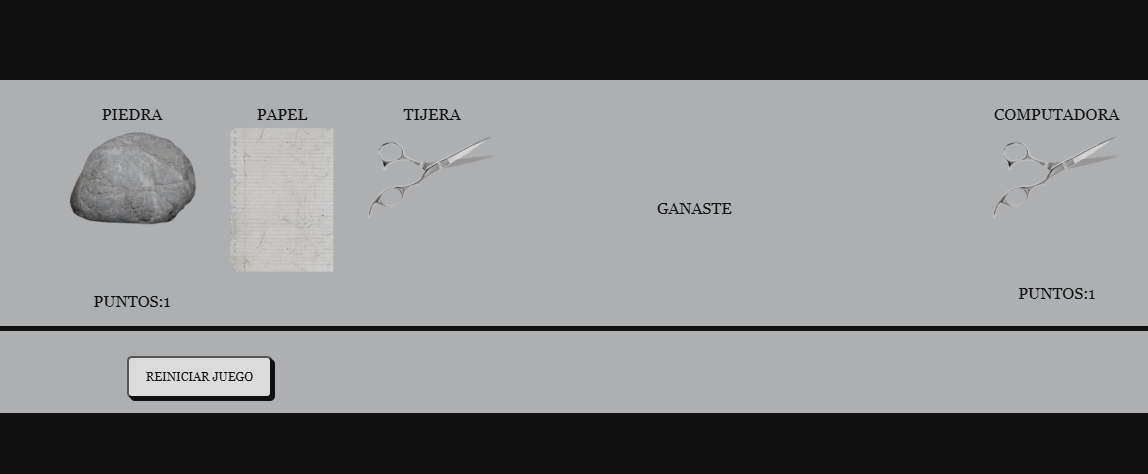 PIEDRA
PAPEL
TIJERA
COMPUTADORA
GANASTE
PUNTOS:1
PUNTOS:1
REINICIAR JUEGO